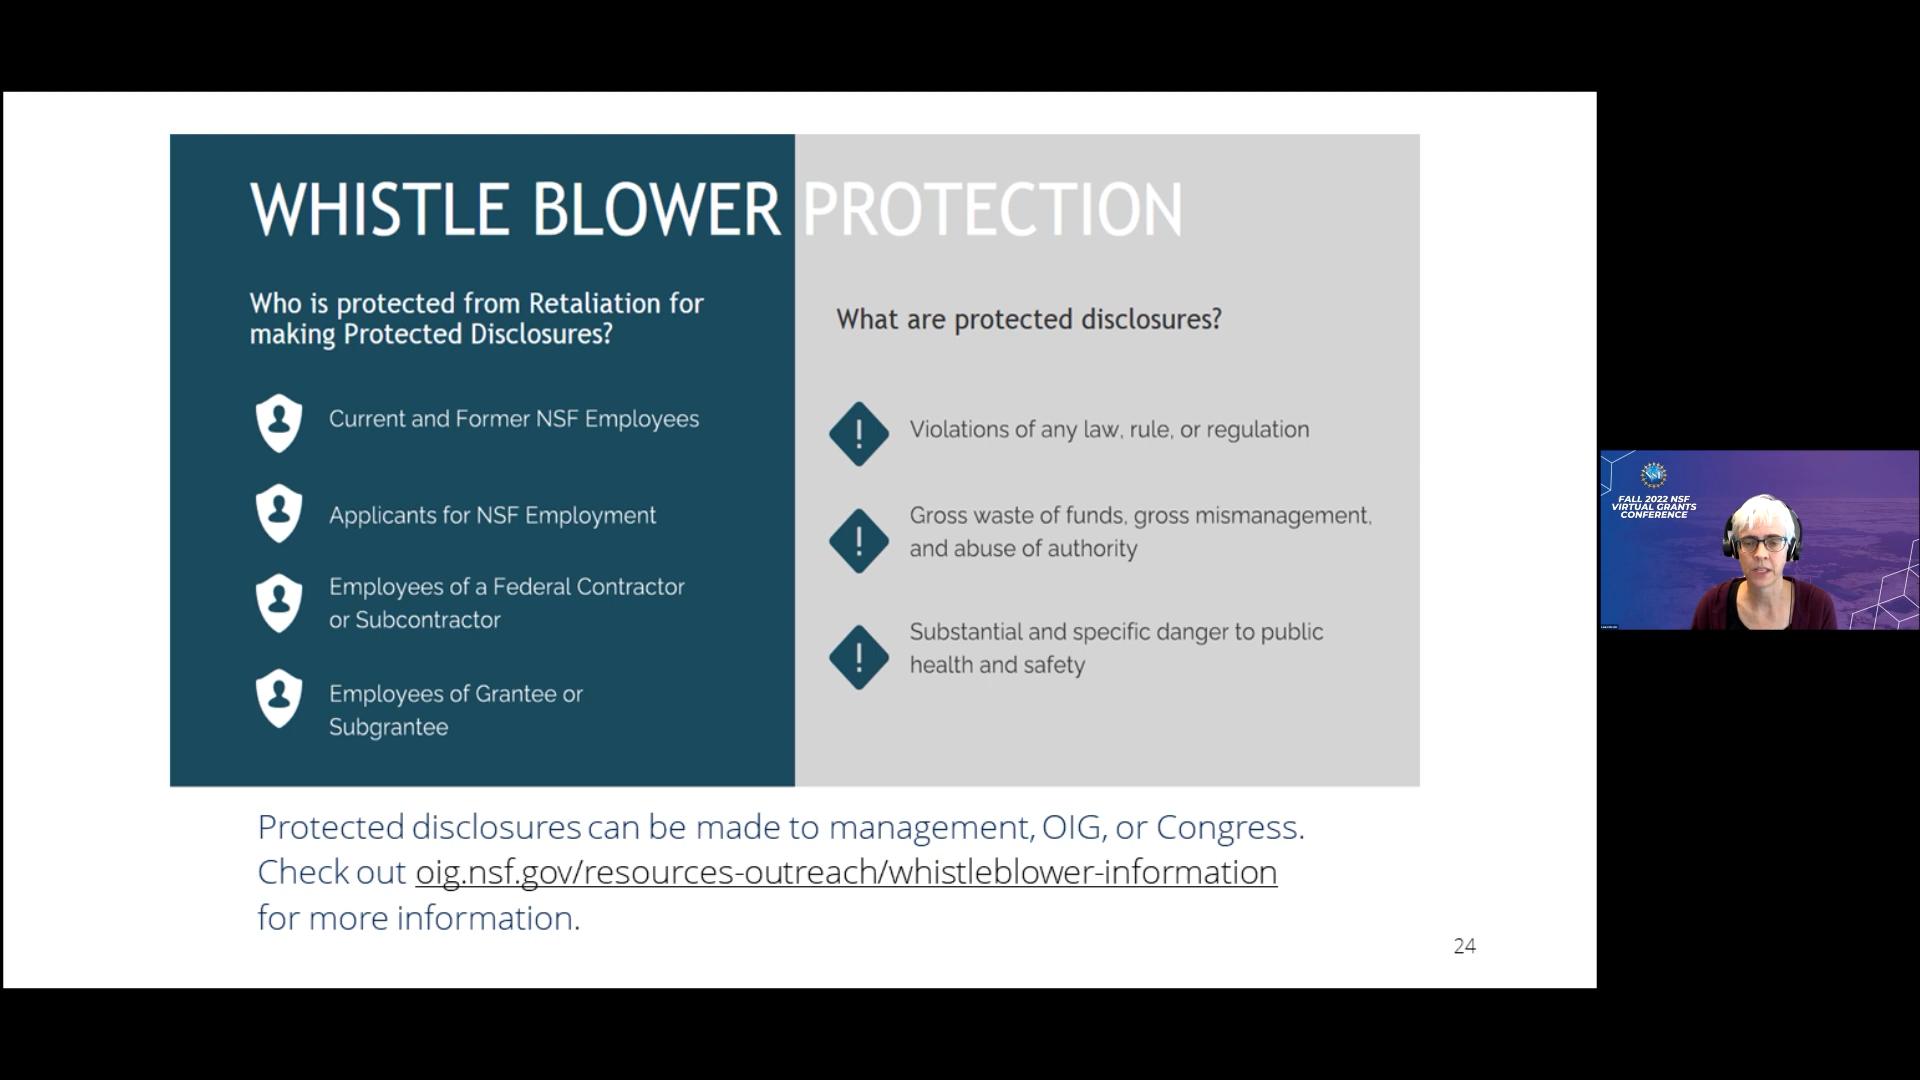 WHISTLE BLOWER PROTECTION
Who is protected from Retaliation for
making Protected Disclosures?
Current and Former NSF Employees
Applicants for NSF Employment
Employees of a Federal Contractor
or Subcontractor
Employees of Grantee or
Subgrantee
What are protected disclosures?
Violations of any law, rule, or regulation
Gross waste of funds, gross mismanagement,
and abuse of authority
Substantial and specific danger to public
health and safety
Protected disclosures can be made to management, OIG, or Congress.
Check out oig.nsf.gov/resources-outreach/whistleblower-information
for more information.
24
NSF
FALL 2022 NSF
VIRTUAL GRANTS
CONFERENCE